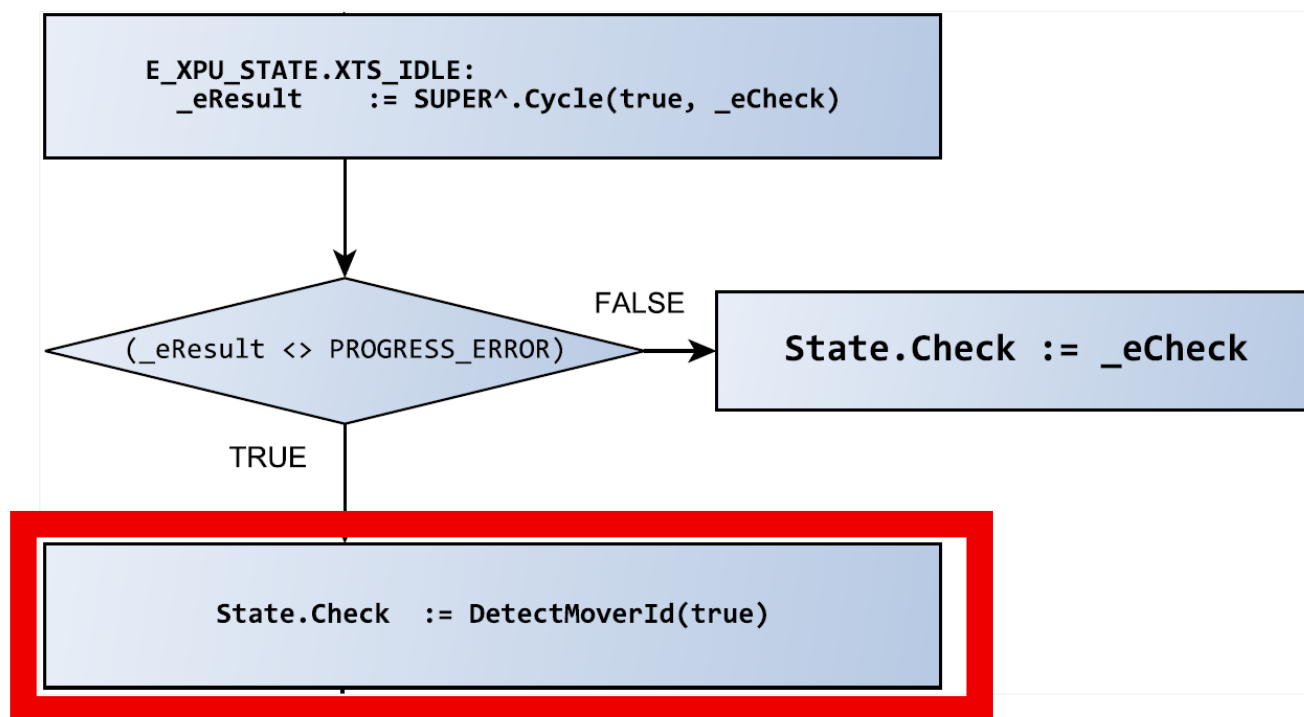 E_XPU_STATE.XTS_IDLE:
_eResult := SUPER^.Cycle(true, _eCheck)
(_eResult <> PROGRESS_ERROR)
FALSE
State.Check := _eCheck
TRUE
State.Check := DetectMoverId(true)